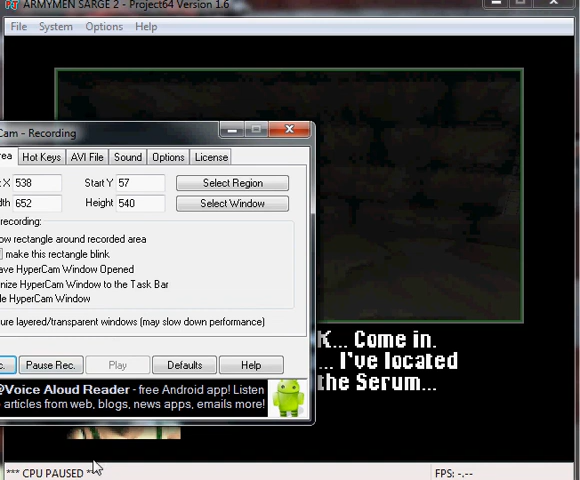 ARMYMEN SARGE 2 - Project64 Version 1.6
File System Options Help
Cam - Recording
Hot Keys AVI File Sound Options License
X 538 Start Y 57 Select Region
652 Height 540 Select Window
recording:
rectangle around recorded area
make this rectangle blink
HyperCam Window Opened
HyperCam Window to the Task Bar
HyperCam Window
layered/transparent windows (may slow down performance)
Pause Rec. Play Defaults Help
@Voice Aloud Reader - free Android app! Listen
articles from web, blogs, news apps, emails more!
K... Come in.
... I've located
the Serum...
*** CPU PAUSED **
FPS: -.--